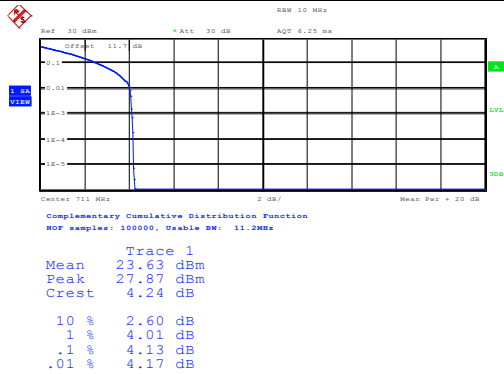 RBW 10 MHz
Ref 30 dBm Att 30 dB AQT 6.25 ms
Offset 11.7 dB
0.1
A
0.01
1 SA
VIEW
1E-3
LVL
1E-4
1E-5
3DB
Center 711 MHz 2 dB/ Mean Pwr + 20 dB
Complementary Cumulative Distribution Function
NOF samples: 100000, Usable BW: 11.2MHz
Trace 1
Mean 23.63 dBm
Peak 27.87 dBm
Crest 4.24 dB
10 % 2.60 dB
1 % 4.01 dB
.1 % 4.13 dB
.01 % 4.17 dB